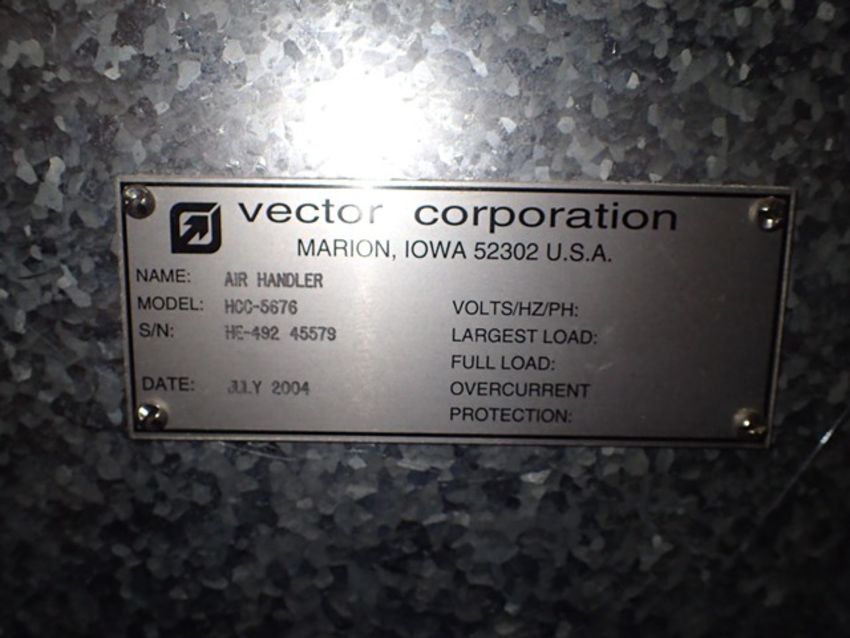 vector corporation
MARION, IOWA 52302 U.S.A.
NAME: AIR HANDLER
MODEL: HCC-5676
S/N: HE-492 45579
DATE: JULY 2004
VOLTS/HZ/PH:
LARGEST LOAD:
FULL LOAD:
OVERCURRENT
PROTECTION: